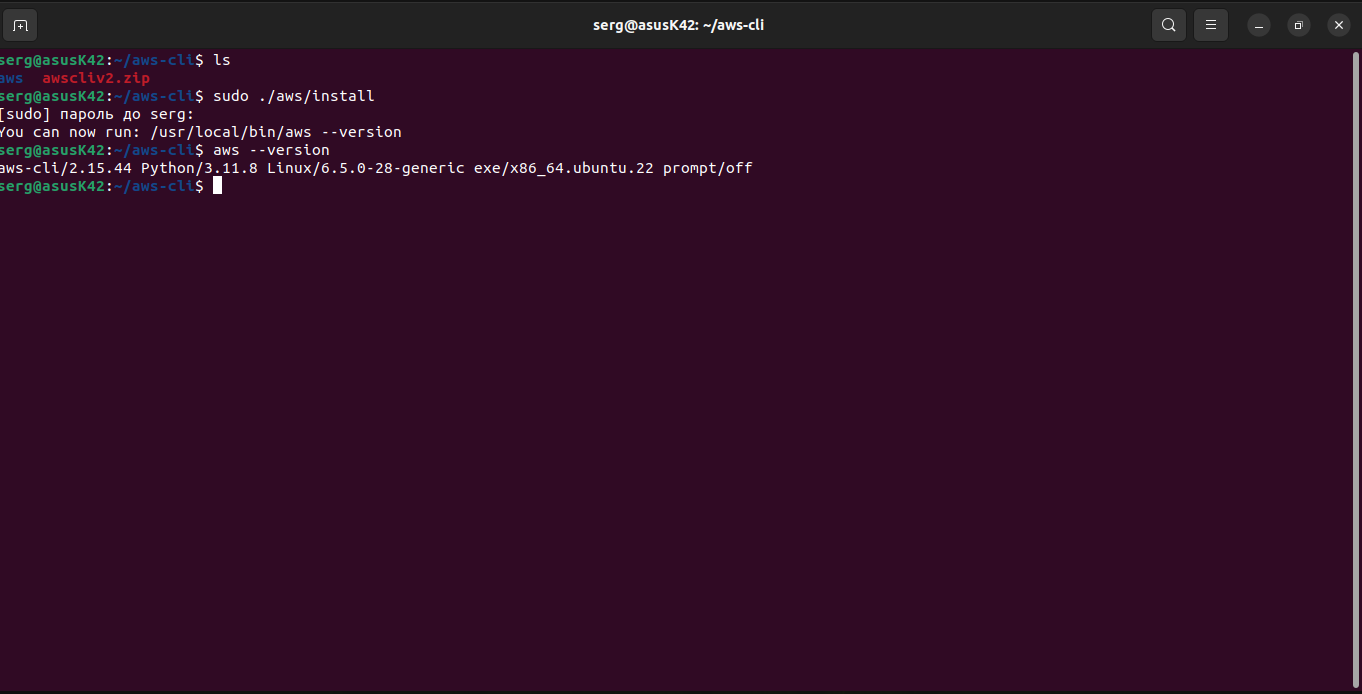 serg@asusK42: ~/aws-cli
serg@asusK42:~/aws-cli$ ls
aws  awscliv2.zip
serg@asusK42:~/aws-cli$ sudo ./aws/install
[sudo] пароль до serg:
You can now run: /usr/local/bin/aws --version
serg@asusK42:~/aws-cli$ aws --version
aws-cli/2.15.44 Python/3.11.8 Linux/6.5.0-28-generic exe/x86_64.ubuntu.22 prompt/off
serg@asusK42:~/aws-cli$